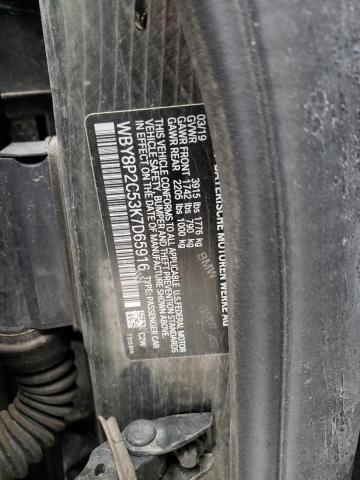 BAYERISCHE MOTOREN WERKE AG
03/19
GVWR 3915 lbs 1776 kg
GAWR FRONT 1742 lbs 790 kg
GAWR REAR 2205 lbs 1000 kg
THIS VEHICLE CONFORMS TO ALL APPLICABLE U.S./FEDERAL MOTOR
VEHICLE SAFETY, BUMPER AND THEFT PREVENTION STANDARDS
IN EFFECT ON THE DATE OF MANUFACTURE SHOWN ABOVE.
WBY8P2C53K7D65916 TYPE: PASSENGER CAR
C2W
BMW